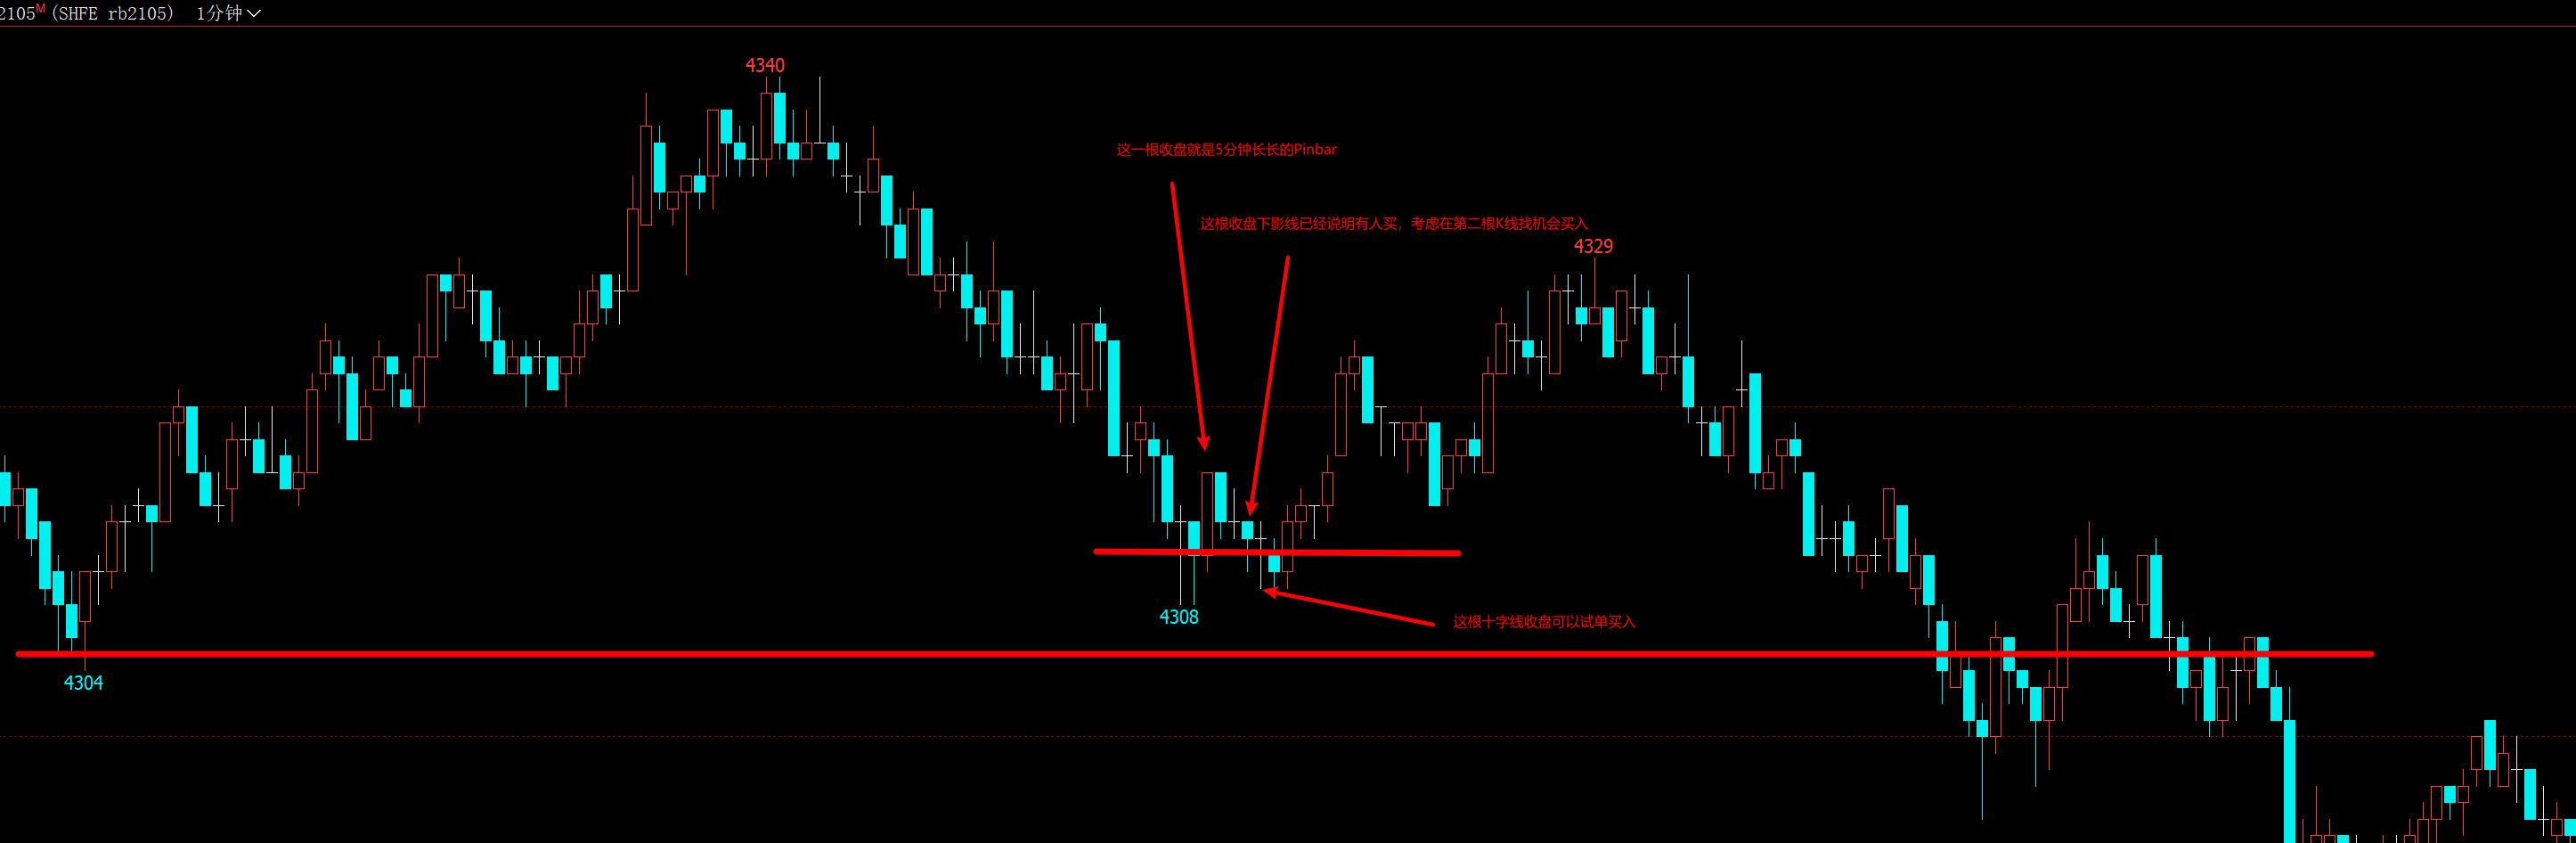 2105M (SHFE rb2105) 1分钟
4340
这一根收盘就是5分钟长长的Pinbar
这根收盘下影线已经说明有人买，考虑在第二根K线找机会买入
4329
4308
这根十字线收盘可以试单买入
4304